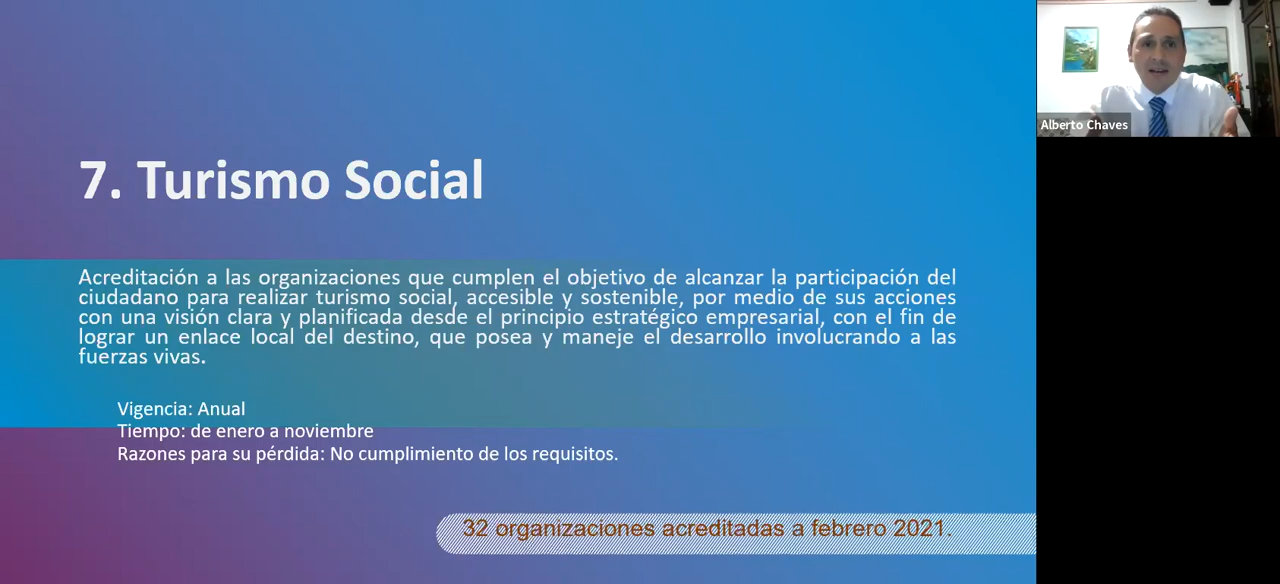 7. Turismo Social
Acreditación a las organizaciones que cumplen el objetivo de alcanzar la participación del
ciudadano para realizar turismo social, accesible y sostenible, por medio de sus acciones
con una visión clara y planificada desde el principio estratégico empresarial, con el fin de
lograr un enlace local del destino, que posea y maneje el desarrollo involucrando a las
fuerzas vivas.
Vigencia: Anual
Tiempo: de enero a noviembre
Razones para su pérdida: No cumplimiento de los requisitos.
32 organizaciones acreditadas a febrero 2021.
Alberto Chaves